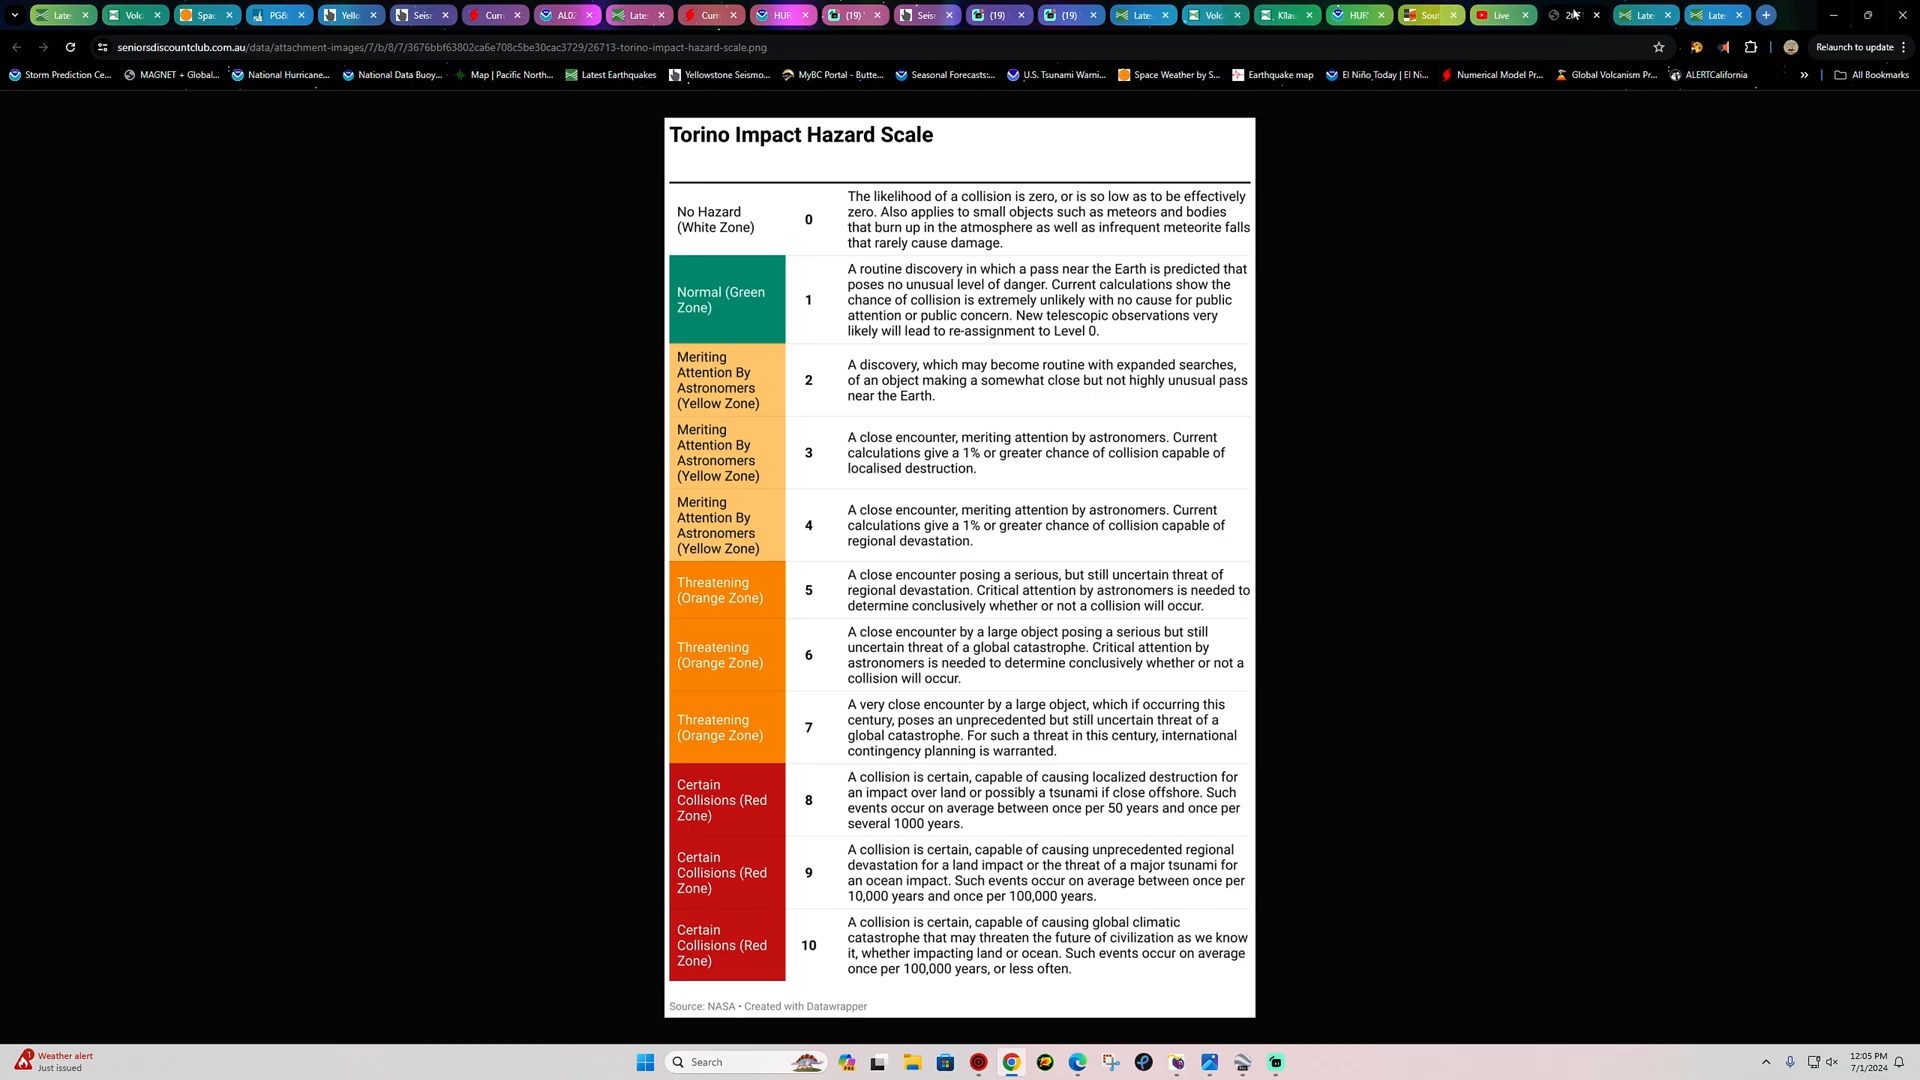 Late:
Volc
Spac
PG&
Yello
Seisr
Curr
AL02
Late:
Curr
HUR
(19)
Seisr
(19)
(19)
Late:
Volc
Kilau
HUR
Sout
Live
Late:
Late:
seniorsdiscountclub.com.au/data/attachment-images/7/b/8/7/3676bbf63802ca6e708c5be30cac3729/26713-torino-impact-hazard-scale.png
Relaunch to update
Storm Prediction Ce...
MAGNET + Global...
National Hurricane...
National Data Buoy...
Map | Pacific North...
Latest Earthquakes
Yellowstone Seismo...
MyBC Portal - Butte...
Seasonal Forecasts:...
U.S. Tsunami Warni...
Space Weather by S...
Earthquake map
El Niño Today | El Ni...
Numerical Model Pr...
Global Volcanism Pr...
ALERTCalifornia
All Bookmarks
Torino Impact Hazard Scale
No Hazard
(White Zone)
0
The likelihood of a collision is zero, or is so low as to be effectively
zero. Also applies to small objects such as meteors and bodies
that burn up in the atmosphere as well as infrequent meteorite falls
that rarely cause damage.
Normal (Green
Zone)
1
A routine discovery in which a pass near the Earth is predicted that
poses no unusual level of danger. Current calculations show the
chance of collision is extremely unlikely with no cause for public
attention or public concern. New telescopic observations very
likely will lead to re-assignment to Level 0.
Meriting
Attention By
Astronomers
(Yellow Zone)
2
A discovery, which may become routine with expanded searches,
of an object making a somewhat close but not highly unusual pass
near the Earth.
Meriting
Attention By
Astronomers
(Yellow Zone)
3
A close encounter, meriting attention by astronomers. Current
calculations give a 1% or greater chance of collision capable of
localised destruction.
Meriting
Attention By
Astronomers
(Yellow Zone)
4
A close encounter, meriting attention by astronomers. Current
calculations give a 1% or greater chance of collision capable of
regional devastation.
Threatening
(Orange Zone)
5
A close encounter posing a serious, but still uncertain threat of
regional devastation. Critical attention by astronomers is needed to
determine conclusively whether or not a collision will occur.
Threatening
(Orange Zone)
6
A close encounter by a large object posing a serious but still
uncertain threat of a global catastrophe. Critical attention by
astronomers is needed to determine conclusively whether or not a
collision will occur.
Threatening
(Orange Zone)
7
A very close encounter by a large object, which if occurring this
century, poses an unprecedented but still uncertain threat of a
global catastrophe. For such a threat in this century, international
contingency planning is warranted.
Certain
Collisions (Red
Zone)
8
A collision is certain, capable of causing localized destruction for
an impact over land or possibly a tsunami if close offshore. Such
events occur on average between once per 50 years and once per
several 1000 years.
Certain
Collisions (Red
Zone)
9
A collision is certain, capable of causing unprecedented regional
devastation for a land impact or the threat of a major tsunami for
an ocean impact. Such events occur on average between once per
10,000 years and once per 100,000 years.
Certain
Collisions (Red
Zone)
10
A collision is certain, capable of causing global climatic
catastrophe that may threaten the future of civilization as we know
it, whether impacting land or ocean. Such events occur on average
once per 100,000 years, or less often.
Source: NASA • Created with Datawrapper
Weather alert
Just issued
Search
12:05 PM
7/1/2024